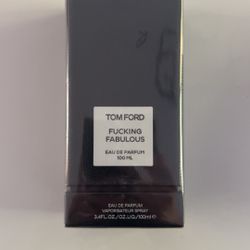 TOM FORD
FUCKING
FABULOUS
EAU DE PARFUM
100 ML
EAU DE PARFUM
VAPORISATEUR SPRAY
3.4FL.OZ./OZ.UQ./100ml℮